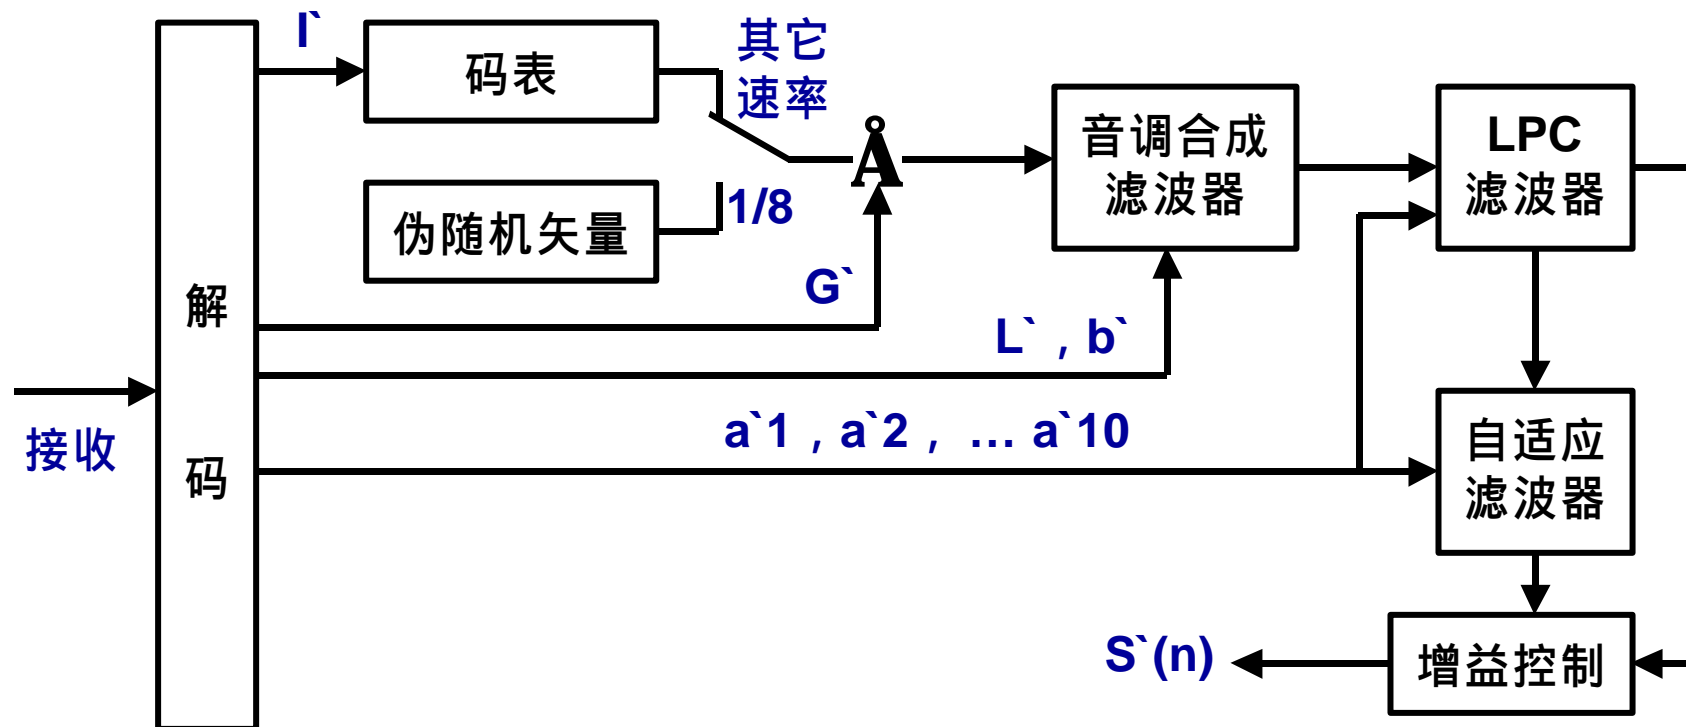 I`
码表
其它
速率
伪随机矢量
1/8
Å
G`
音调合成
滤波器
LPC
滤波器
解
码
接收
L` , b`
a`1 , a`2 , … a`10
自适应
滤波器
增益控制
S`(n)